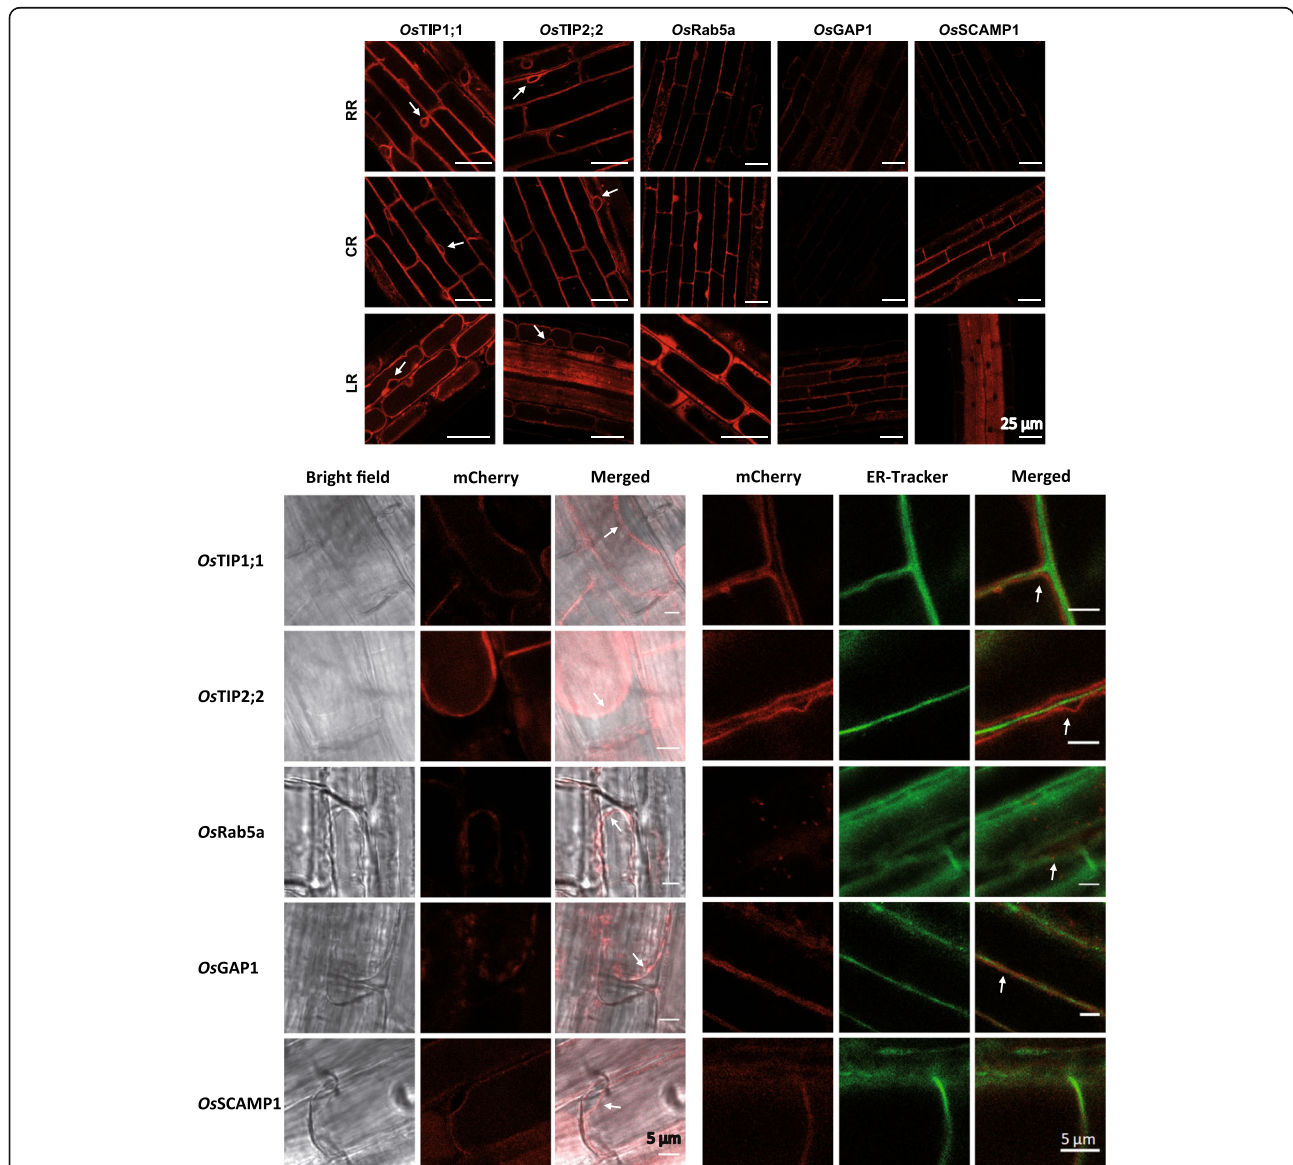 OsTIP1;1 OsTIP2;2 OsRab5a OsGAP1 OsSCAMP1
RR
CR
LR
25 µm
Bright field mCherry Merged mCherry ER-Tracker Merged
OsTIP1;1
OsTIP2;2
OsRab5a
OsGAP1
OsSCAMP1
5 µm 5 µm